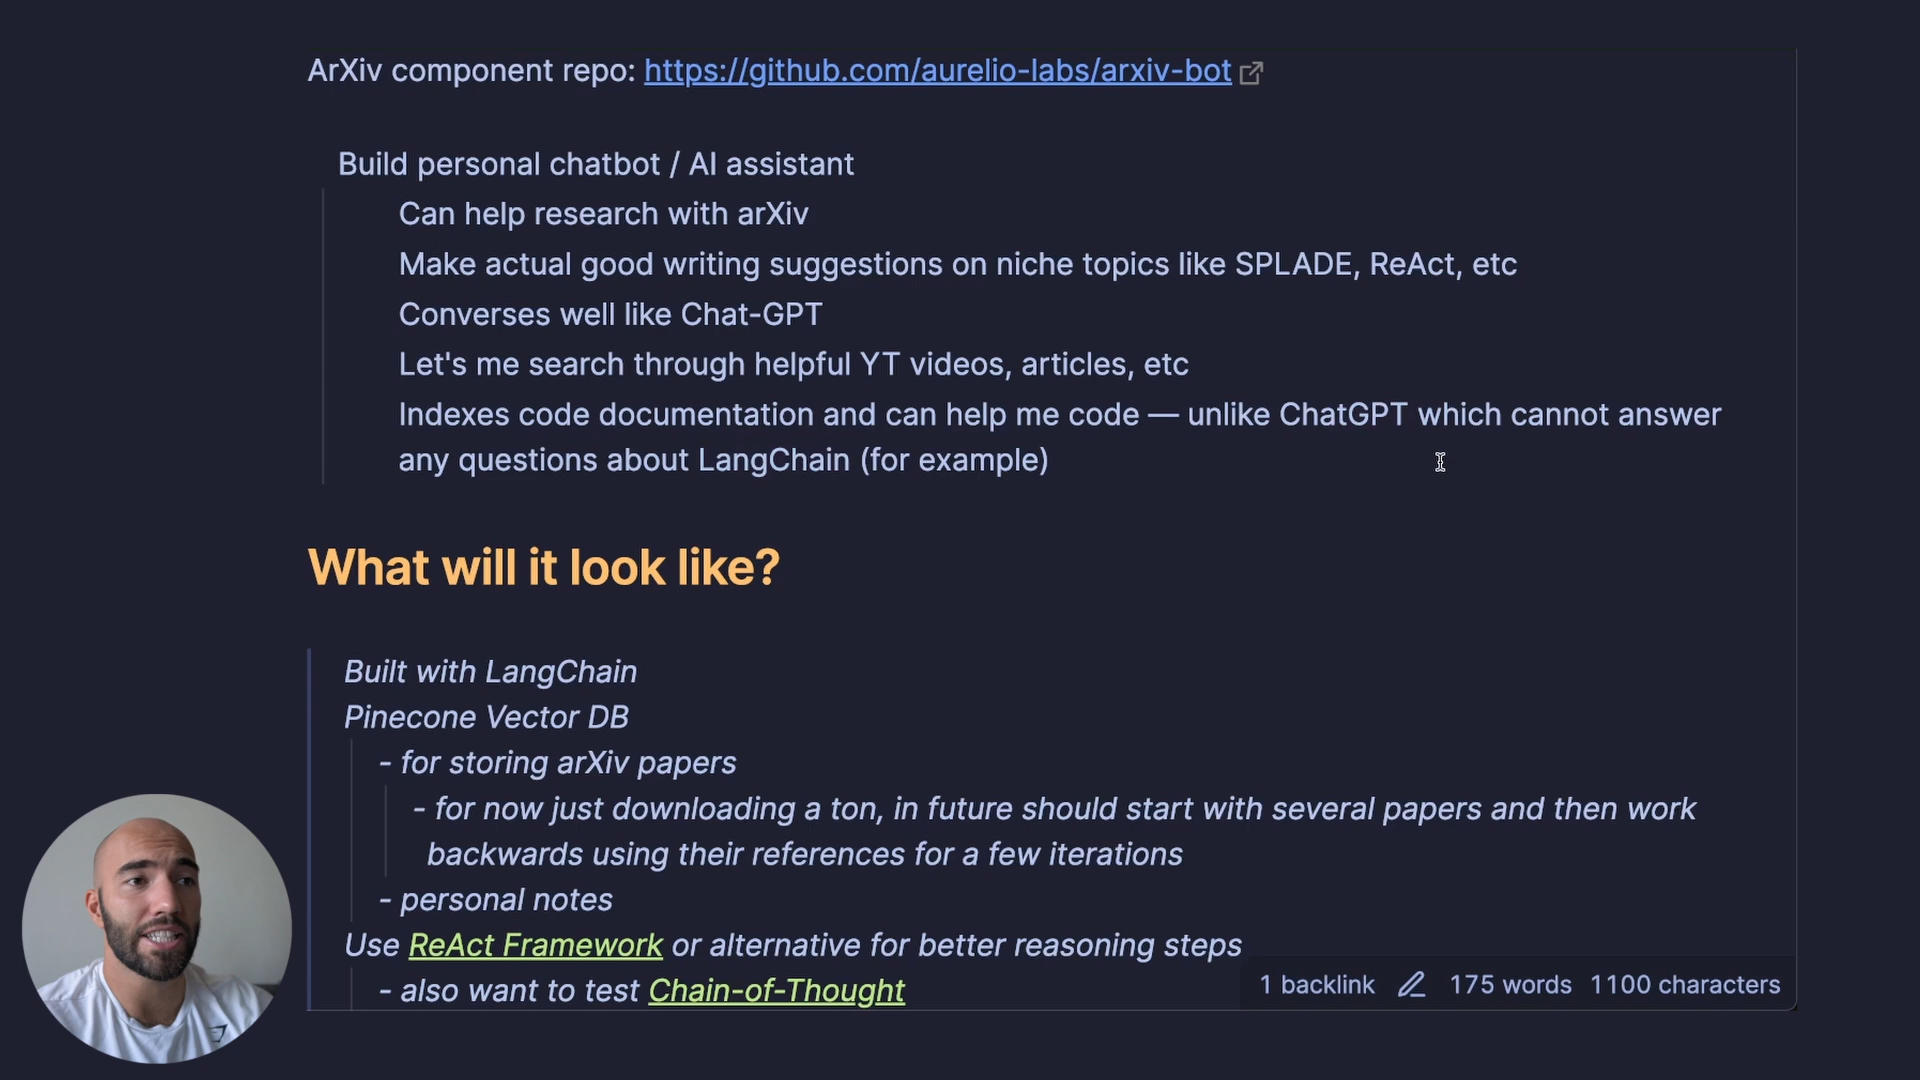 ArXiv component repo: https://github.com/aurelio-labs/arxiv-bot
Build personal chatbot / AI assistant
Can help research with arXiv
Make actual good writing suggestions on niche topics like SPLADE, ReAct, etc
Converses well like Chat-GPT
Let's me search through helpful YT videos, articles, etc
Indexes code documentation and can help me code — unlike ChatGPT which cannot answer
any questions about LangChain (for example)
What will it look like?
Built with LangChain
Pinecone Vector DB
- for storing arXiv papers
- for now just downloading a ton, in future should start with several papers and then work
backwards using their references for a few iterations
- personal notes
Use ReAct Framework or alternative for better reasoning steps
- also want to test Chain-of-Thought
1 backlink 175 words 1100 characters